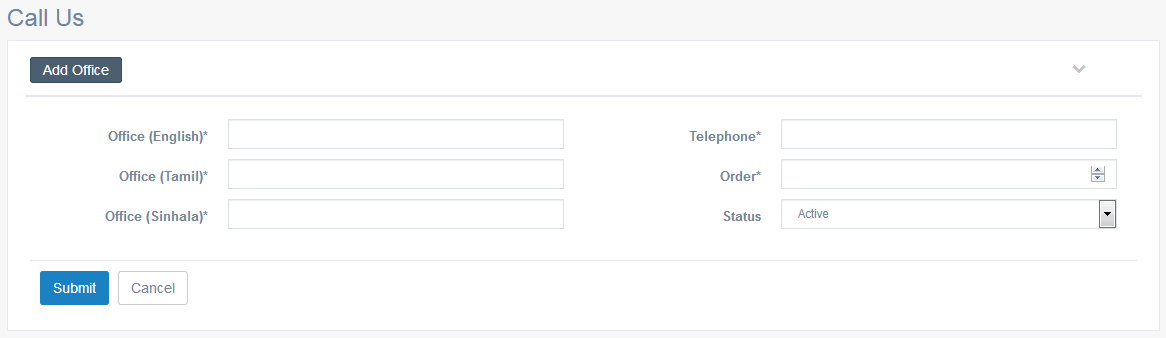 Call Us
Add Office
Office (English)*
Telephone*
Office (Tamil)*
Order*
Office (Sinhala)*
Status
Active
Submit
Cancel